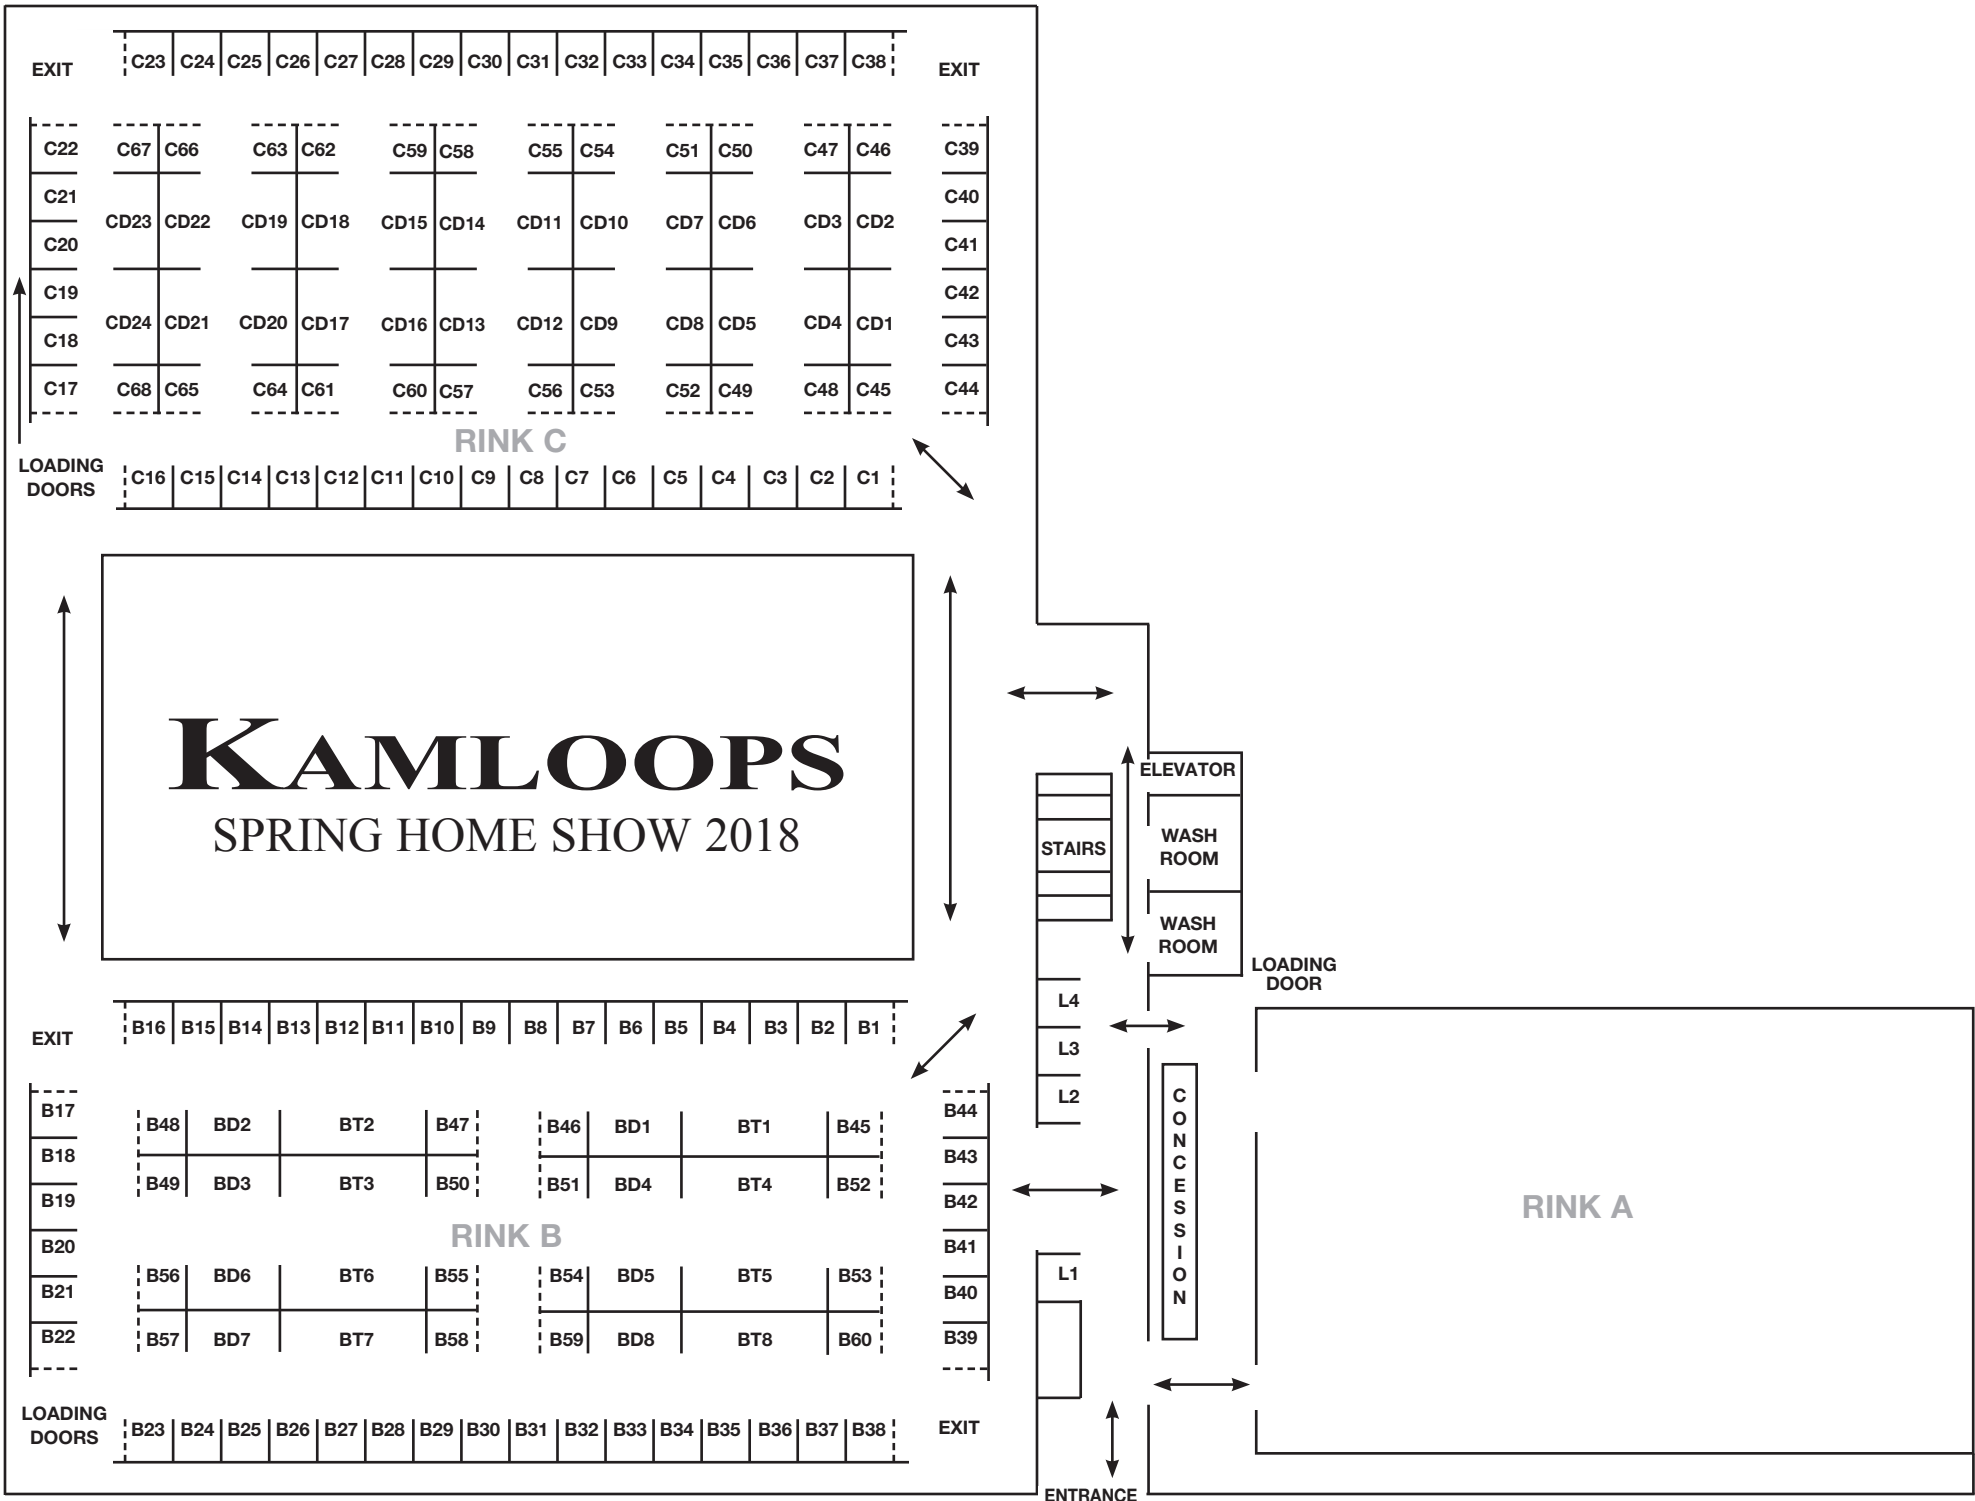 EXIT C23 C24 C25 C26 C27 C28 C29 C30 C31 C32 C33 C34 C35 C36 C37 C38 EXIT
C22 C67 C66 C63 C62 C59 C58 C55 C54 C51 C50 C47 C46 C39
C21 C40
CD23 CD22 CD19 CD18 CD15 CD14 CD11 CD10 CD7 CD6 CD3 CD2
C20 C41
C19 C42
CD24 CD21 CD20 CD17 CD16 CD13 CD12 CD9 CD8 CD5 CD4 CD1
C18 C43
C17 C68 C65 C64 C61 C60 C57 C56 C53 C52 C49 C48 C45 C44
RINK C
LOADING
DOORS
C16 C15 C14 C13 C12 C11 C10 C9 C8 C7 C6 C5 C4 C3 C2 C1
KAMLOOPS
SPRING HOME SHOW 2018
ELEVATOR
STAIRS
WASH
ROOM
WASH
ROOM
LOADING
DOOR
L4
L3
L2
EXIT B16 B15 B14 B13 B12 B11 B10 B9 B8 B7 B6 B5 B4 B3 B2 B1
B17 B48 BD2 BT2 B47 B46 BD1 BT1 B45 B44
B18 B43
B19 B49 BD3 BT3 B50 B51 BD4 BT4 B52 B42
RINK B
B20 B41
B56 BD6 BT6 B55 B54 BD5 BT5 B53
B21 B40
B22 B57 BD7 BT7 B58 B59 BD8 BT8 B60 B39
L1
CONCESSION
RINK A
LOADING
DOORS
B23 B24 B25 B26 B27 B28 B29 B30 B31 B32 B33 B34 B35 B36 B37 B38 EXIT
ENTRANCE